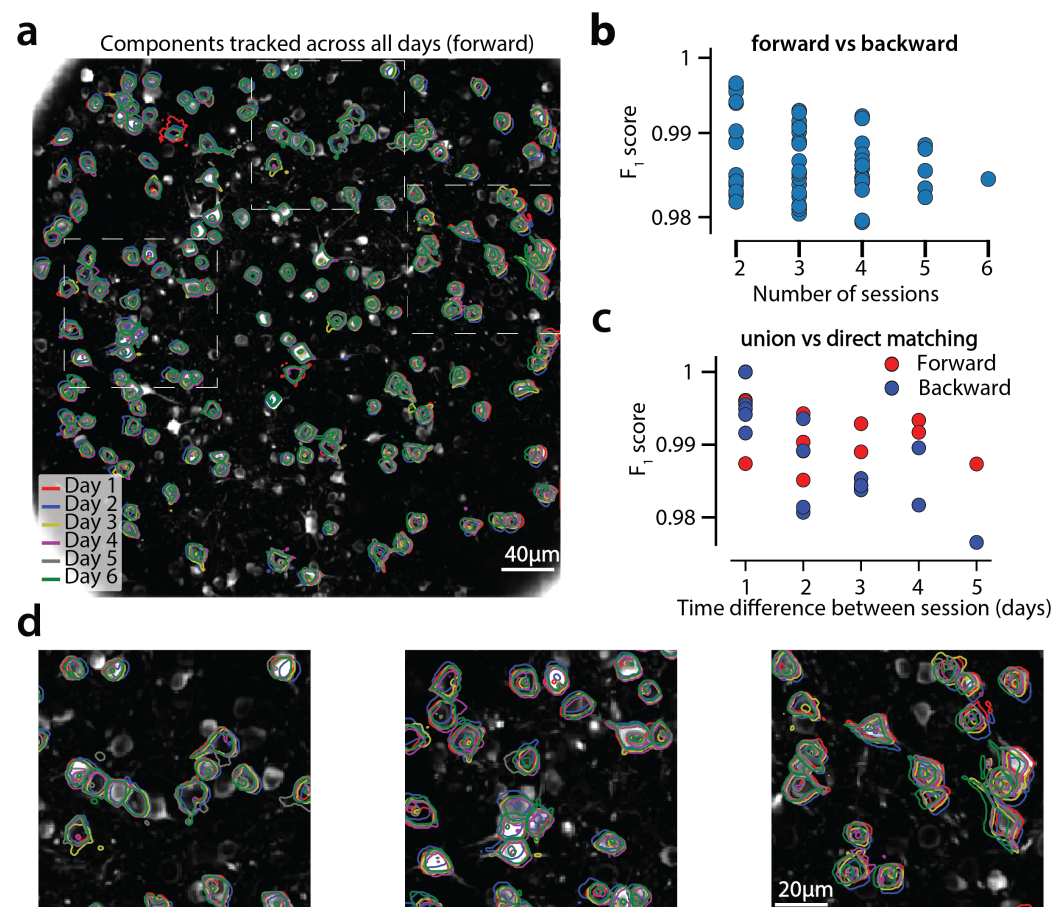 a
Components tracked across all days (forward)
Day 1
Day 2
Day 3
Day 4
Day 5
Day 6
40μm
b
forward vs backward
1
0.99
0.98
F1 score
2 3 4 5 6
Number of sessions
c
union vs direct matching
Forward
Backward
1
0.99
0.98
F1 score
1 2 3 4 5
Time difference between session (days)
d
20μm